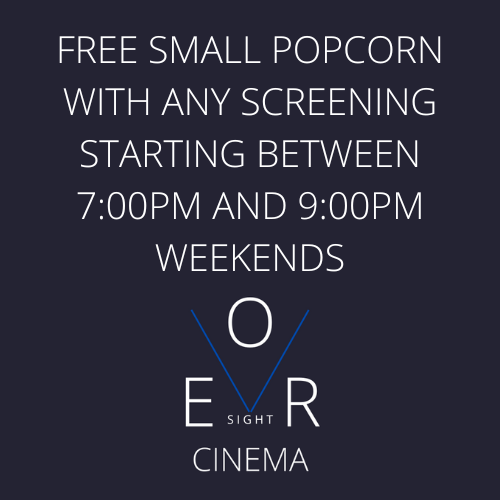 FREE SMALL POPCORN
WITH ANY SCREENING
STARTING BETWEEN
7:00PM AND 9:00PM
WEEKENDS
O
E SIGHT R
CINEMA